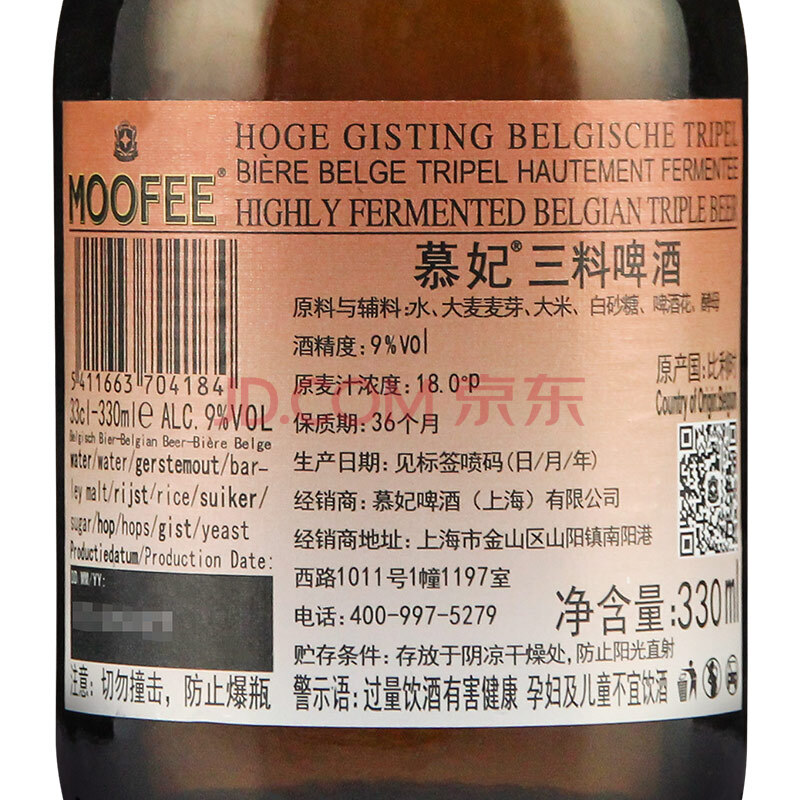 HOGE GISTING BELGISCHE TRIPEL
BIÈRE BELGE TRIPEL HAUTEMENT FERMENTEE
MOOFEE®
HIGHLY FERMENTED BELGIAN TRIPLE BEER
慕妃®三料啤酒
原料与辅料:水、大麦麦芽、大米、白砂糖、啤酒花、酵母
酒精度:9%vol
原麦汁浓度:18.0°P
保质期:36个月
生产日期:见标签喷码(日/月/年)
经销商:慕妃啤酒(上海)有限公司
经销商地址:上海市金山区山阳镇南阳港
西路1011号1幢1197室
电话:400-997-5279
贮存条件:存放于阴凉干燥处,防止阳光直射
警示语:过量饮酒有害健康 孕妇及儿童不宜饮酒
原产国:比利时
Country of Origin:Belgium
净含量:330ml
5 411663 704184
33cl-330ml℮ ALC. 9%VOL
Belgisch Bier-Belgian Beer-Bière Belge
water/water/gerstemout/bar-
ley malt/rijst/rice/suiker/
sugar/hop/hops/gist/yeast
Productiedatum/Production Date:
DD/MM/YY:
注意:切勿撞击,防止爆瓶
JD.COM 京东